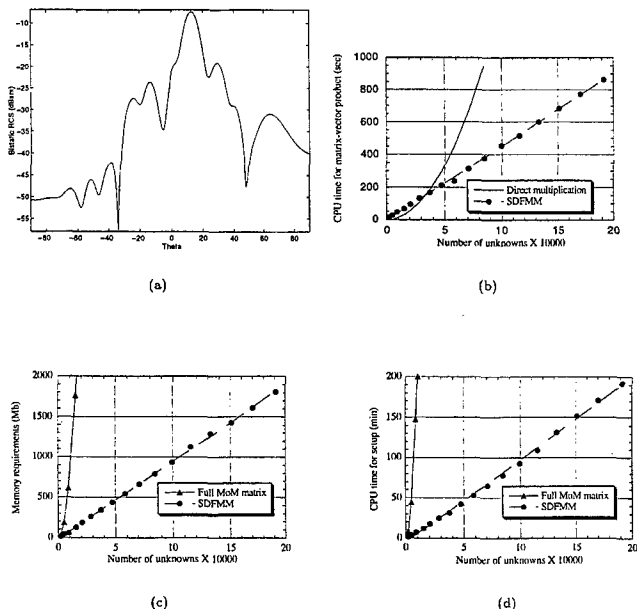 -10
-15
-20
-25
-30
-35
-40
-45
-50
-55
Bistatic RCS (dBsm)
-80 -60 -40 -20 0 20 40 60 80
Theta
(a)
1000
800
600
400
200
0
CPU time for matrix-vector product (sec)
Direct multiplication
- SDFMM
0 5 10 15 20
Number of unknowns X 10000
(b)
2000
1500
1000
500
0
Memory requirements (Mb)
Full MoM matrix
- SDFMM
0 5 10 15 20
Number of unknowns X 10000
(c)
200
150
100
50
0
CPU time for setup (min)
Full MoM matrix
- SDFMM
0 5 10 15 20
Number of unknowns X 10000
(d)